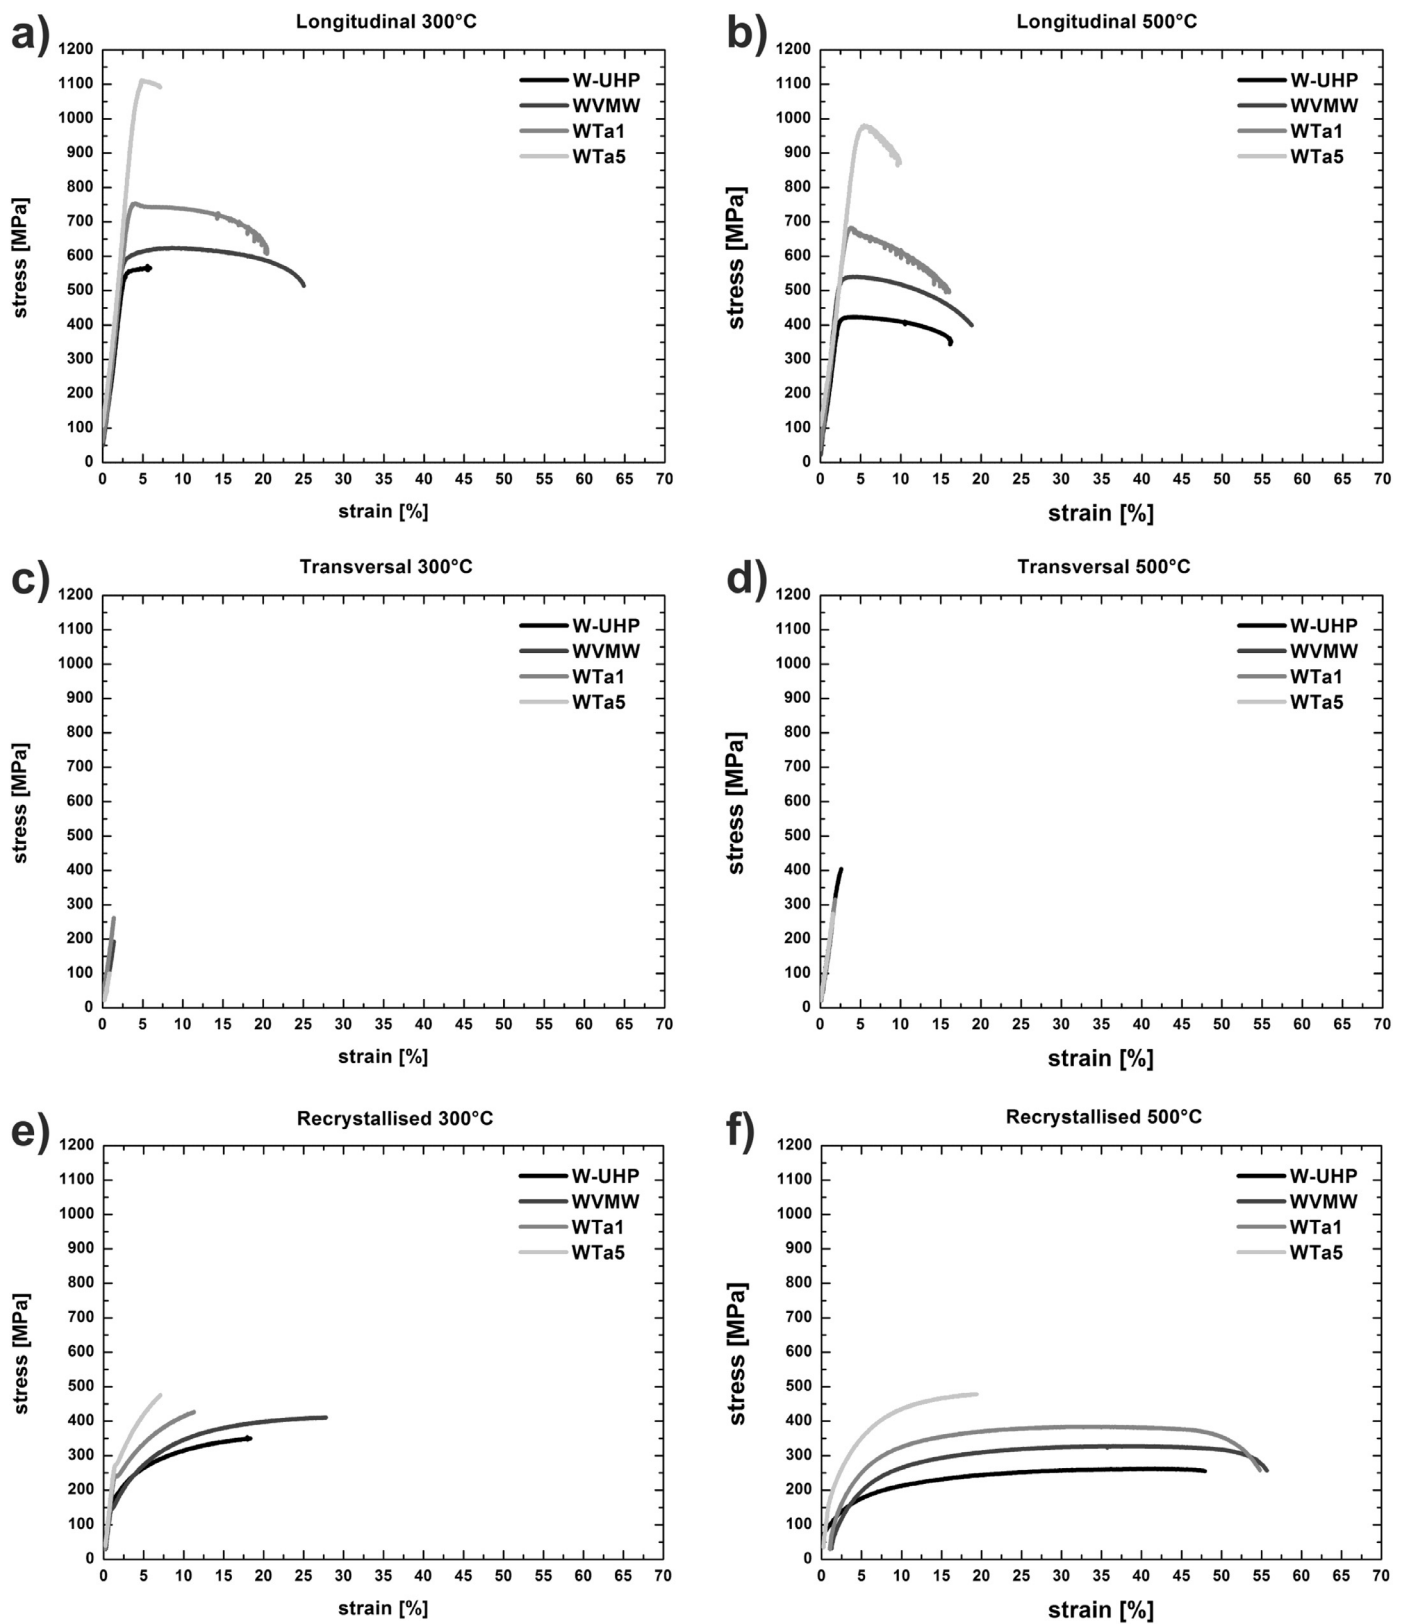 a)
Longitudinal 300°C
1200
1100
1000
900
800
700
600
500
400
300
200
100
0
stress [MPa]
W-UHP
WVMW
WTa1
WTa5
0 5 10 15 20 25 30 35 40 45 50 55 60 65 70
strain [%]
b)
Longitudinal 500°C
1200
1100
1000
900
800
700
600
500
400
300
200
100
0
stress [MPa]
W-UHP
WVMW
WTa1
WTa5
0 5 10 15 20 25 30 35 40 45 50 55 60 65 70
strain [%]
c)
Transversal 300°C
1200
1100
1000
900
800
700
600
500
400
300
200
100
0
stress [MPa]
W-UHP
WVMW
WTa1
WTa5
0 5 10 15 20 25 30 35 40 45 50 55 60 65 70
strain [%]
d)
Transversal 500°C
1200
1100
1000
900
800
700
600
500
400
300
200
100
0
stress [MPa]
W-UHP
WVMW
WTa1
WTa5
0 5 10 15 20 25 30 35 40 45 50 55 60 65 70
strain [%]
e)
Recrystallised 300°C
1200
1100
1000
900
800
700
600
500
400
300
200
100
0
stress [MPa]
W-UHP
WVMW
WTa1
WTa5
0 5 10 15 20 25 30 35 40 45 50 55 60 65 70
strain [%]
f)
Recrystallised 500°C
1200
1100
1000
900
800
700
600
500
400
300
200
100
0
stress [MPa]
W-UHP
WVMW
WTa1
WTa5
0 5 10 15 20 25 30 35 40 45 50 55 60 65 70
strain [%]